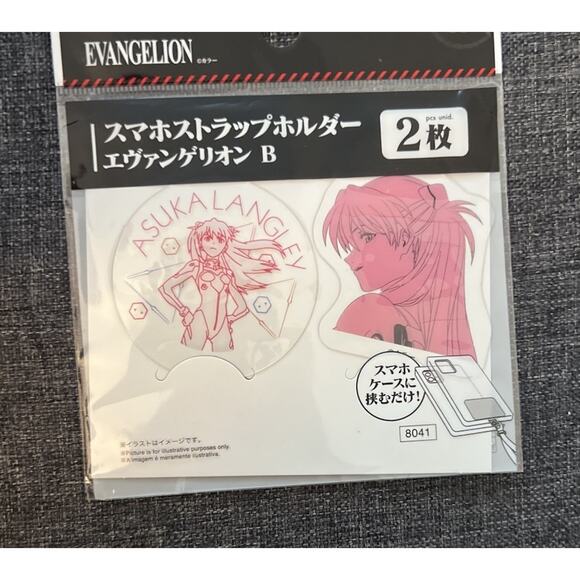 EVANGELION ©カラー
スマホストラップホルダー
エヴァンゲリオン B
pcs unid.
2枚
ASUKA LANGLEY
スマホ
ケースに
挟むだけ!
8041
※イラストはイメージです。
※Picture is for illustrative purposes only.
※A imagem é meramente ilustrativa.